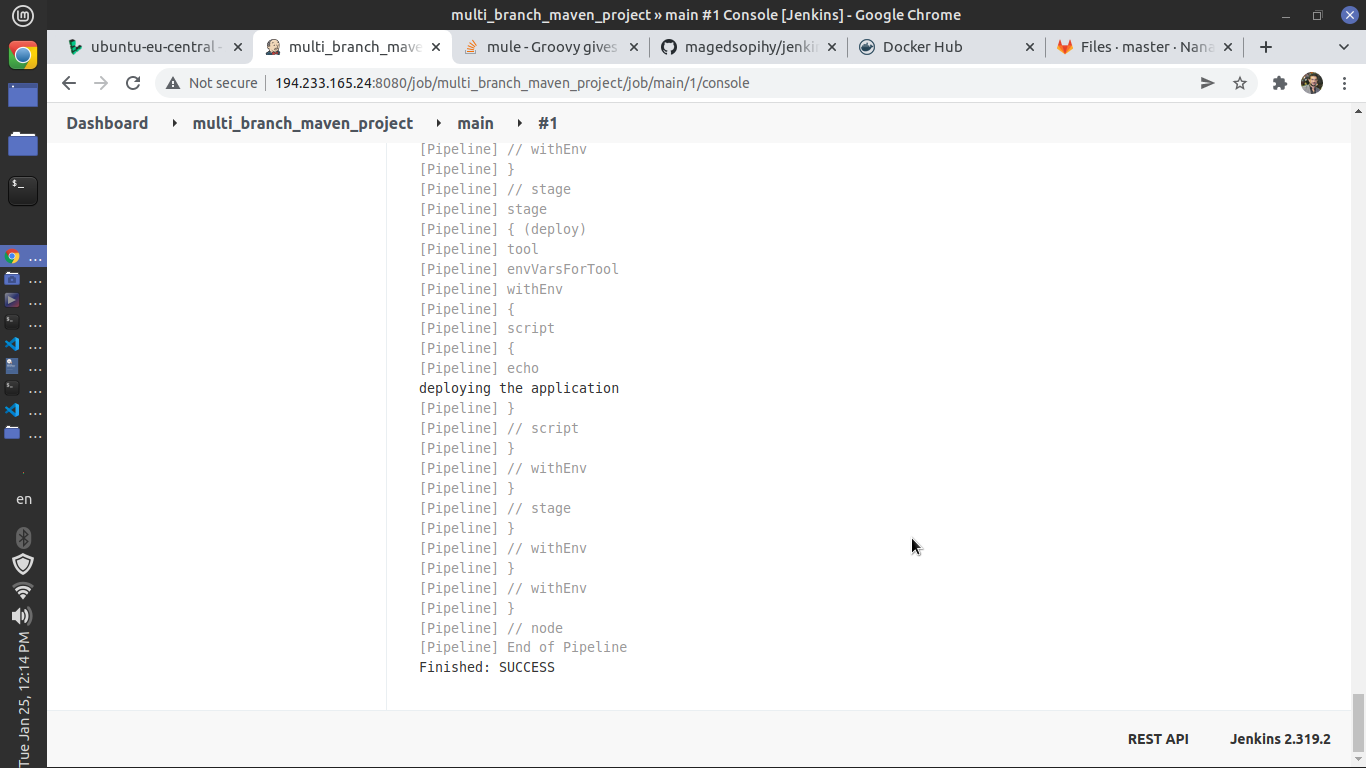 multi_branch_maven_project » main #1 Console [Jenkins] - Google Chrome
ubuntu-eu-central -
multi_branch_mave
mule - Groovy gives
magedsopihy/jenki
Docker Hub
Files · master · Nana
Not secure
194.233.165.24:8080/job/multi_branch_maven_project/job/main/1/console
Dashboard
multi_branch_maven_project
main
#1
[Pipeline] // withEnv
[Pipeline] }
[Pipeline] // stage
[Pipeline] stage
[Pipeline] { (deploy)
[Pipeline] tool
[Pipeline] envVarsForTool
[Pipeline] withEnv
[Pipeline] {
[Pipeline] script
[Pipeline] {
[Pipeline] echo
deploying the application
[Pipeline] }
[Pipeline] // script
[Pipeline] }
[Pipeline] // withEnv
[Pipeline] }
[Pipeline] // stage
[Pipeline] }
[Pipeline] // withEnv
[Pipeline] }
[Pipeline] // withEnv
[Pipeline] }
[Pipeline] // node
[Pipeline] End of Pipeline
Finished: SUCCESS
REST API
Jenkins 2.319.2
...
...
...
...
...
...
...
...
...
en
Tue Jan 25, 12:14 PM